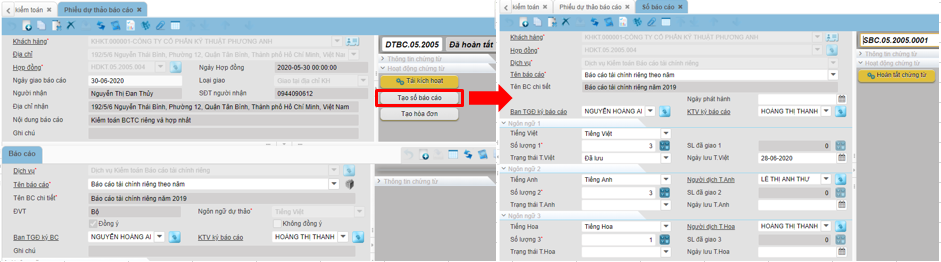 kiểm toán
Phiếu dự thảo báo cáo
Khách hàng*
KHKT.000001-CÔNG TY CỔ PHẦN KỸ THUẬT PHƯƠNG ANH
Địa chỉ
192/5/6 Nguyễn Thái Bình, Phường 12, Quận Tân Bình, Thành phố Hồ Chí Minh, Việt Nam
Hợp đồng*
HDKT.2005.894
Ngày Hợp đồng
2020-05-30 00:00:00
Ngày giao báo cáo
30-06-2020
Loại giao
Giao tại địa chỉ KH
Người nhận
Nguyễn Thị Đan Thủy
SĐT người nhận
0944090612
Địa chỉ nhận
192/5/6 Nguyễn Thái Bình, Phường 12, Quận Tân Bình, Thành phố Hồ Chí Minh, Việt Nam
Nội dung báo cáo
Kiểm toán BCTC riêng và hợp nhất
Ghi chú
DTBC.05.2005
Đã hoàn tất
Thông tin chứng từ
Hoạt động chứng từ
Tái kích hoạt
Tạo số báo cáo
Tạo hóa đơn
Báo cáo
Dịch vụ*
Dịch vụ Kiểm toán Báo cáo tài chính riêng
Tên báo cáo*
Báo cáo tài chính riêng theo năm
Tên BC chi tiết*
Báo cáo tài chính riêng năm 2019
ĐVT
Bộ
Ngôn ngữ dự thảo*
Tiếng Việt
Đồng ý
Không đồng ý
Ban TGĐ ký BC
NGUYỄN HOÀNG AI
KTV ký báo cáo
HOÀNG THỊ THANH
Ghi chú
Thông tin chứng từ
kiểm toán
Phiếu dự thảo báo cáo
Số báo cáo
Khách hàng*
KHKT.000001-CÔNG TY CỔ PHẦN KỸ THUẬT PHƯƠNG ANH
Hợp đồng*
HDKT.2005.894
Dịch vụ
Dịch vụ Kiểm toán Báo cáo tài chính riêng
Tên báo cáo*
Báo cáo tài chính riêng theo năm
Tên BC chi tiết
Báo cáo tài chính riêng năm 2019
Ngày phát hành
Ban TGĐ ký báo cáo
NGUYỄN HOÀNG AI
KTV ký báo cáo
HOÀNG THỊ THANH
Ngôn ngữ 1
Tiếng Việt
Tiếng Việt
Số lượng 1*
3
SL đã giao 1
0
Trạng thái T.Việt
Đã lưu
Ngày lưu T.Việt
28-06-2020
Ngôn ngữ 2
Tiếng Anh
Tiếng Anh
Người dịch T.Anh
LÊ THỊ ANH THƯ
Số lượng 2*
3
SL đã giao 2
0
Trạng thái T.Anh
Ngày lưu T.Anh
Ngôn ngữ 3
Tiếng Hoa
Tiếng Hoa
Người dịch T.Hoa
Số lượng 3*
1
SL đã giao 3
0
Trạng thái T.Hoa
Ngày lưu T.Hoa
SBC.05.2005.0001
Thông tin chứng từ
Hoạt động chứng từ
Hoàn tất chứng từ